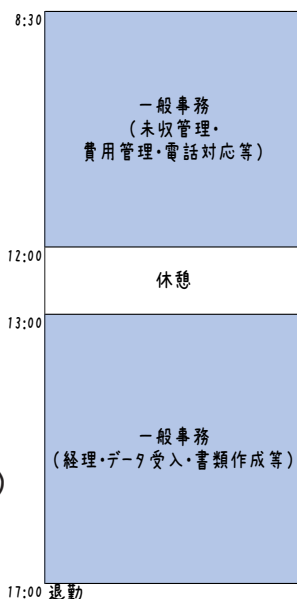 8:30
一般事務
(未収管理・
費用管理・電話対応等)
12:00
休憩
13:00
一般事務
(経理・データ受入・書類作成等)
)
17:00 退勤